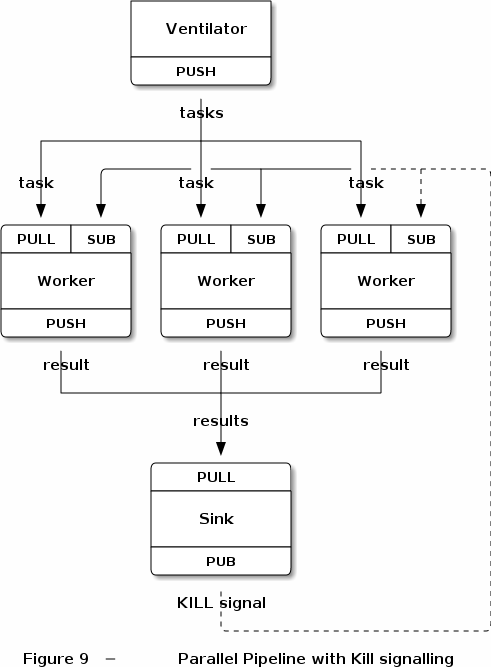 Ventilator
PUSH
tasks
task task task
PULL SUB PULL SUB PULL SUB
Worker Worker Worker
PUSH PUSH PUSH
result result result
results
PULL
Sink
PUB
KILL signal
Figure 9 – Parallel Pipeline with Kill signalling